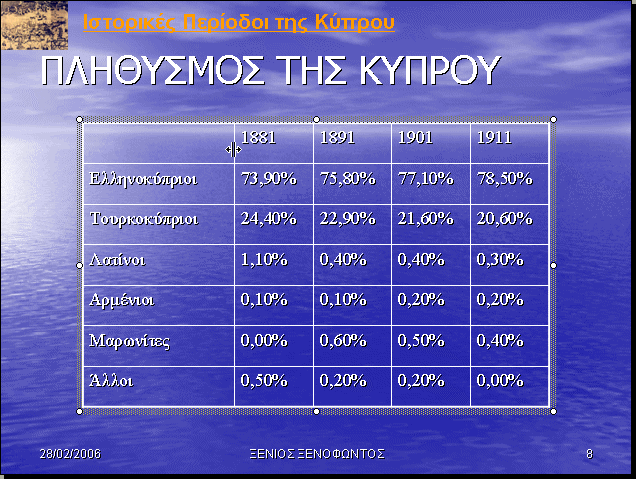 Ιστορικές Περίοδοι της Κύπρου
ΠΛΗΘΥΣΜΟΣ ΤΗΣ ΚΥΠΡΟΥ
1881 1891 1901 1911
Ελληνοκύπριοι 73,90% 75,80% 77,10% 78,50%
Τουρκοκύπριοι 24,40% 22,90% 21,60% 20,60%
Λατίνοι 1,10% 0,40% 0,40% 0,30%
Αρμένιοι 0,10% 0,10% 0,20% 0,20%
Μαρωνίτες 0,00% 0,60% 0,50% 0,40%
Άλλοι 0,50% 0,20% 0,20% 0,00%
28/02/2006 ΞΕΝΙΟΣ ΞΕΝΟΦΩΝΤΟΣ 8